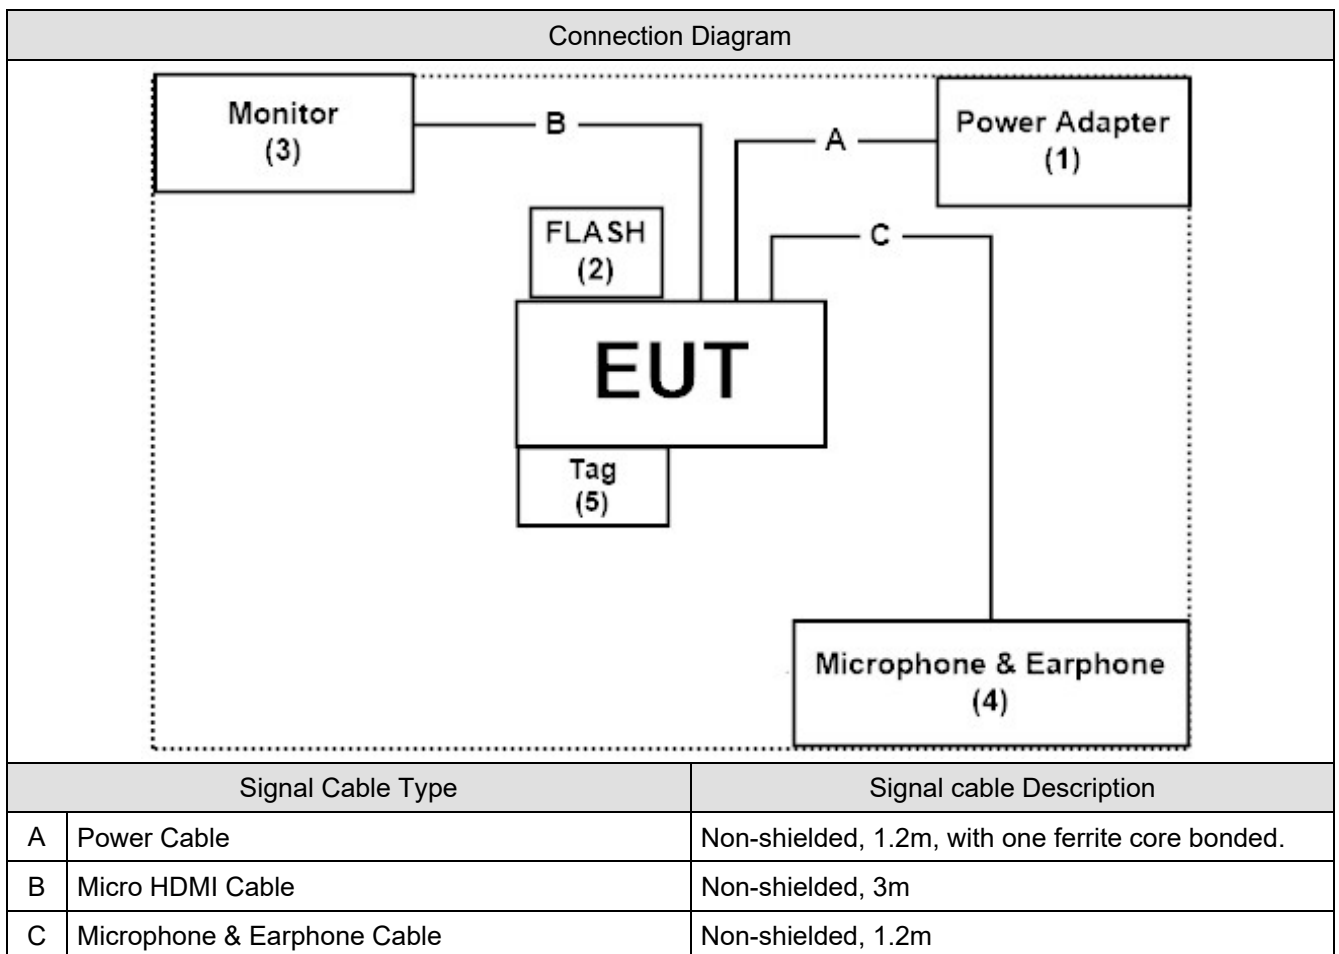 Connection Diagram
Monitor
(3)
B
A
Power Adapter
(1)
FLASH
(2)
C
EUT
Tag
(5)
Microphone & Earphone
(4)
Signal Cable Type
Signal cable Description
A
Power Cable
Non-shielded, 1.2m, with one ferrite core bonded.
B
Micro HDMI Cable
Non-shielded, 3m
C
Microphone & Earphone Cable
Non-shielded, 1.2m